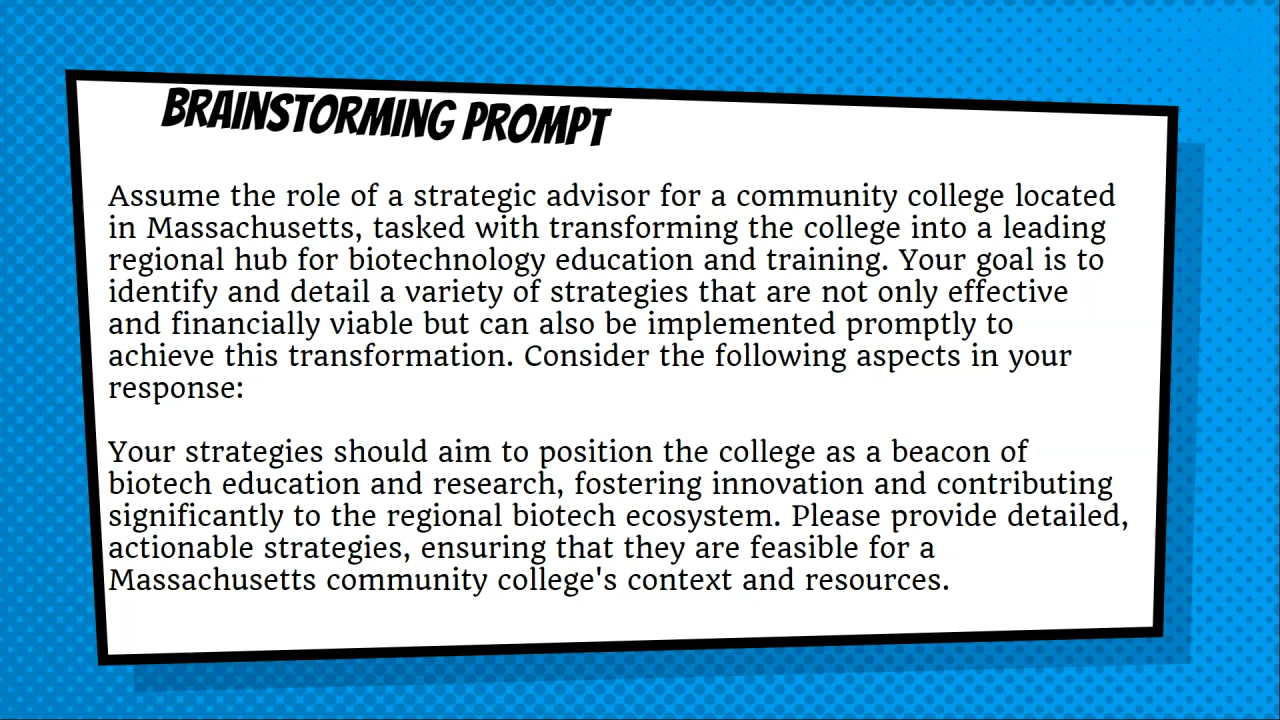 BRAINSTORMING PROMPT
Assume the role of a strategic advisor for a community college located
in Massachusetts, tasked with transforming the college into a leading
regional hub for biotechnology education and training. Your goal is to
identify and detail a variety of strategies that are not only effective
and financially viable but can also be implemented promptly to
achieve this transformation. Consider the following aspects in your
response:
Your strategies should aim to position the college as a beacon of
biotech education and research, fostering innovation and contributing
significantly to the regional biotech ecosystem. Please provide detailed,
actionable strategies, ensuring that they are feasible for a
Massachusetts community college's context and resources.